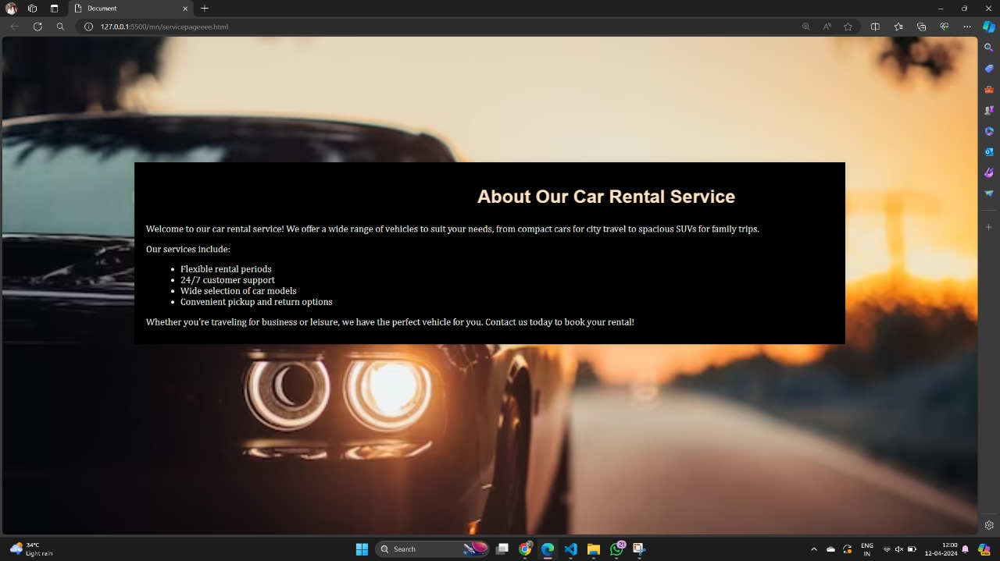 Document
127.0.0.1:5500/mn/servicepageeee.html
About Our Car Rental Service
Welcome to our car rental service! We offer a wide range of vehicles to suit your needs, from compact cars for city travel to spacious SUVs for family trips.
Our services include:
• Flexible rental periods
• 24/7 customer support
• Wide selection of car models
• Convenient pickup and return options
Whether you're traveling for business or leisure, we have the perfect vehicle for you. Contact us today to book your rental!
34°C
Light rain
Search
21
ENG
IN
12:00
12-04-2024